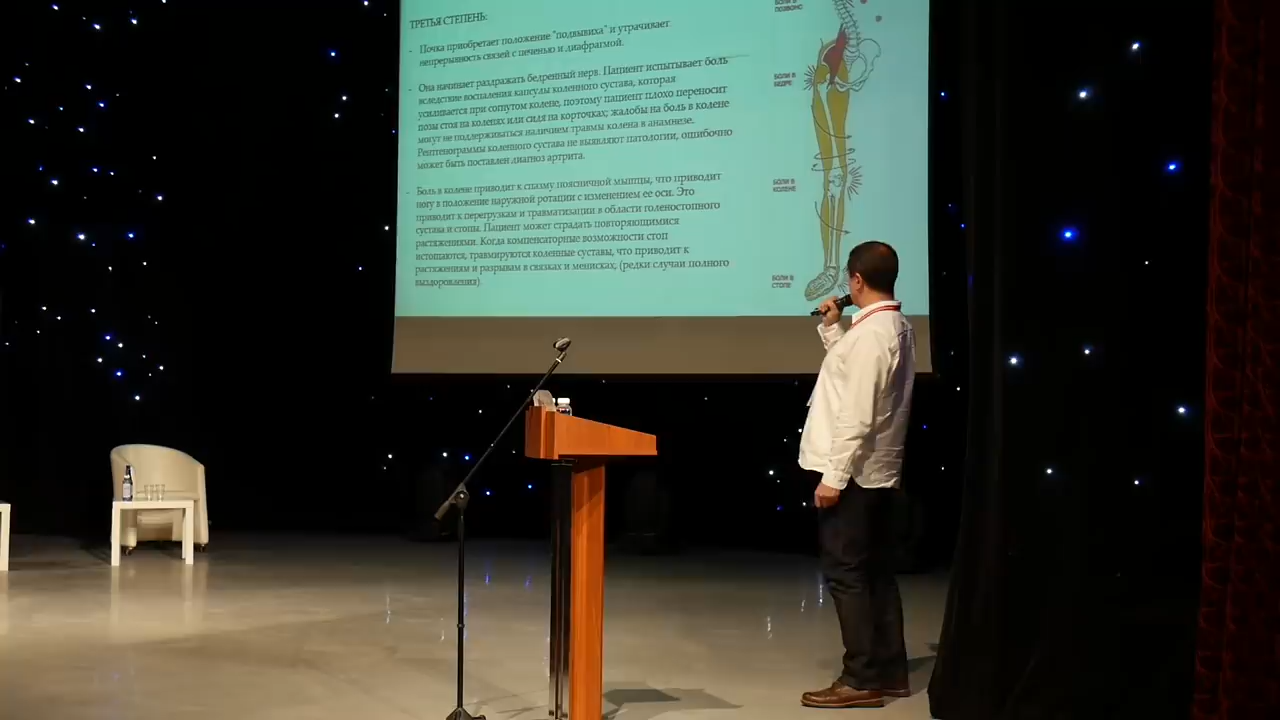 ТРЕТЬЯ СТЕПЕНЬ:
- Почка приобретает положение "подвывиха" и утрачивает
непрерывность связей с печенью и диафрагмой.
- Она начинает раздражать бедренный нерв. Пациент испытывает боль
вследствие воспаления капсулы коленного сустава, которая
усиливается при согнутом колене, поэтому пациент плохо переносит
позы стоя на коленях или сидя на корточках; жалобы на боль в колене
могут не поддерживаться наличием травмы колена в анамнезе.
Рентгенограммы коленного сустава не выявляют патологии, ошибочно
может быть поставлен диагноз артрита.
- Боль в колене приводит к спазму поясничной мышцы, что приводит
ногу в положение наружной ротации с изменением ее оси. Это
приводит к перегрузкам и травматизации в области голеностопного
сустава и стопы. Пациент может страдать повторяющимися
растяжениями. Когда компенсаторные возможности стоп
истощаются, травмируются коленные суставы, что приводит к
растяжениям и разрывам в связках и менисках, (редки случаи полного
выздоровления).
БОЛИ В
ПОЗВОНС
БОЛИ В
БЕДРЕ
БОЛИ В
КОЛЕНЕ
БОЛИ В
СТОПЕ